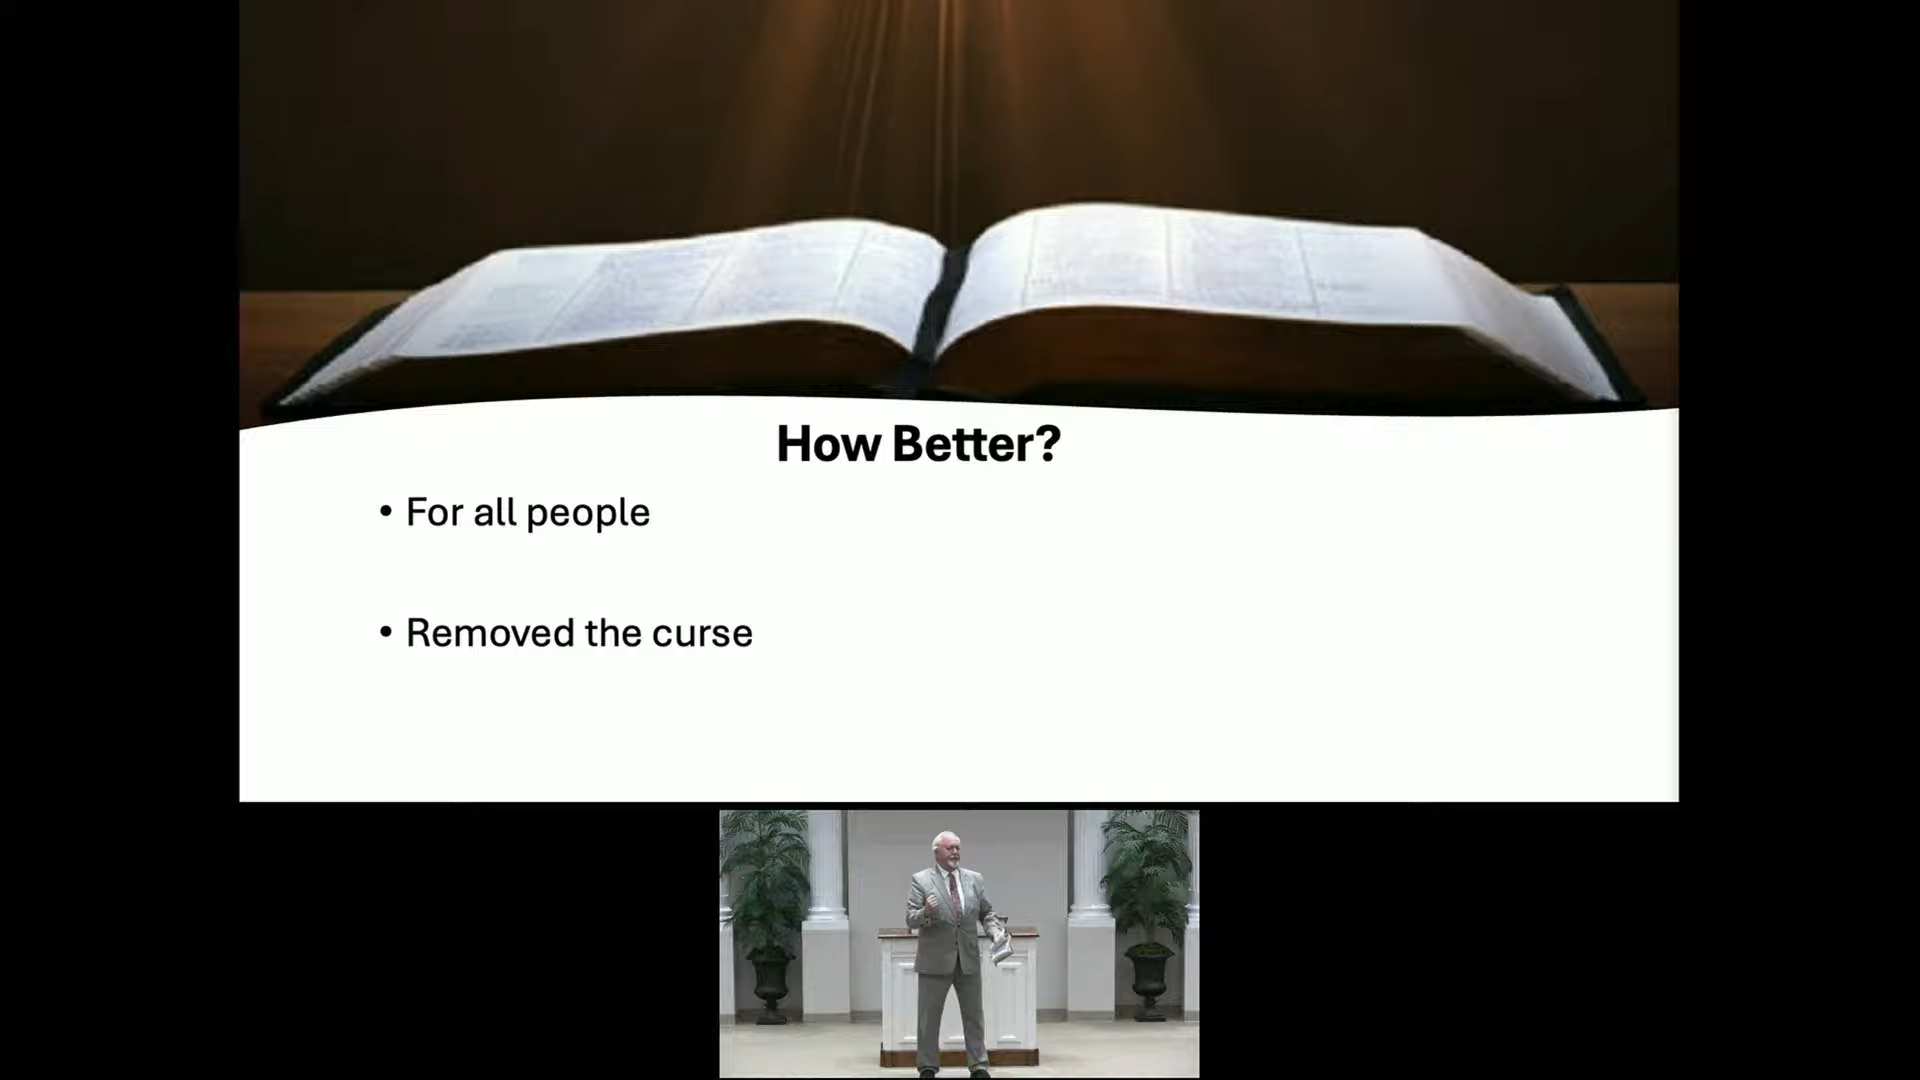 How Better?
• For all people
• Removed the curse